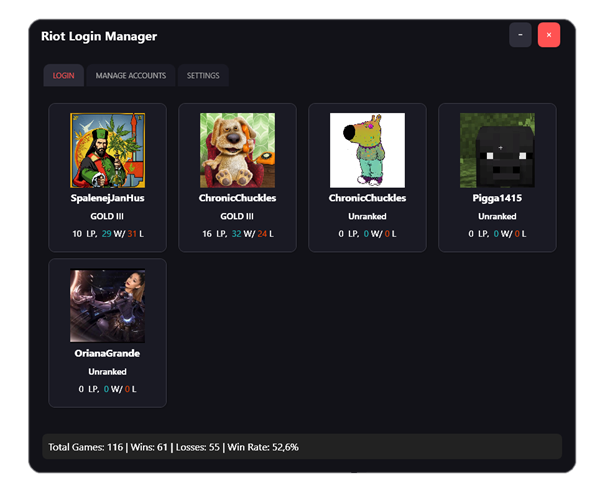 Riot Login Manager
- ×
LOGIN MANAGE ACCOUNTS SETTINGS
SpalenejJanHus
GOLD III
10 LP, 29 W/ 31 L
ChronicChuckles
GOLD III
16 LP, 32 W/ 24 L
ChronicChuckles
Unranked
0 LP, 0 W/ 0 L
Pigga1415
Unranked
0 LP, 0 W/ 0 L
OrianaGrande
Unranked
0 LP, 0 W/ 0 L
Total Games: 116 | Wins: 61 | Losses: 55 | Win Rate: 52,6%